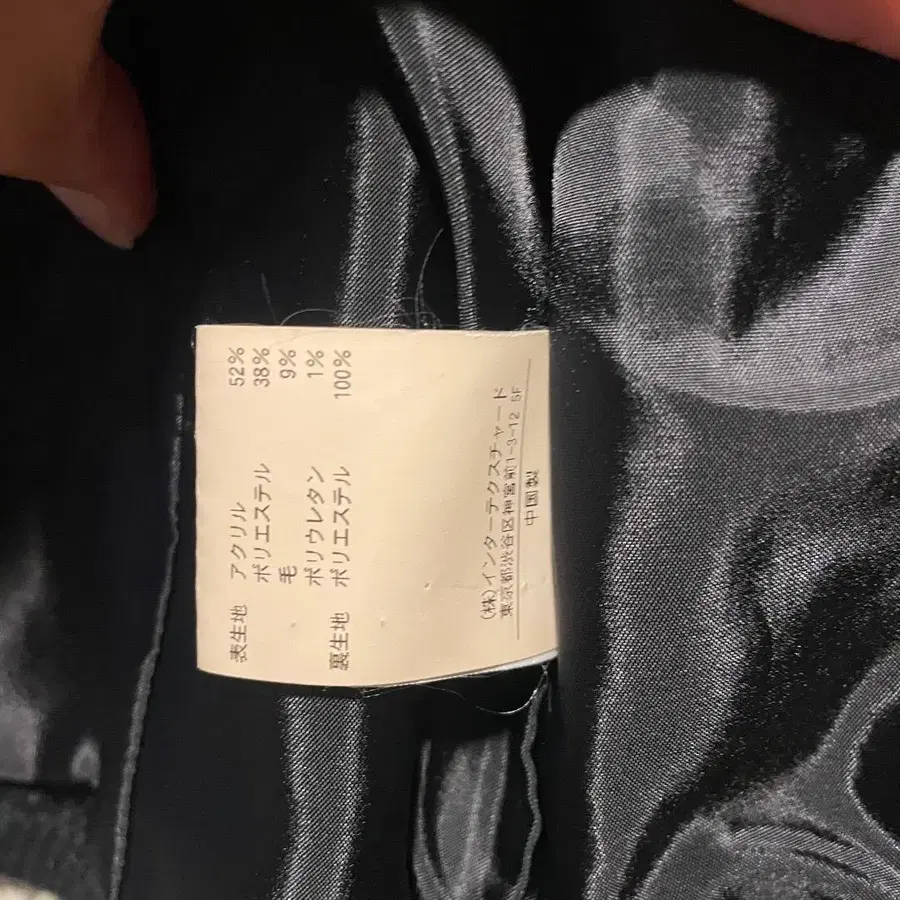 表生地 アクリル 52%
ポリエステル 38%
毛 9%
ポリウレタン 1%
裏生地 ポリエステル 100%
(株)インターテクスチャード
東京都渋谷区神宮前1-3-12 5F
中国製